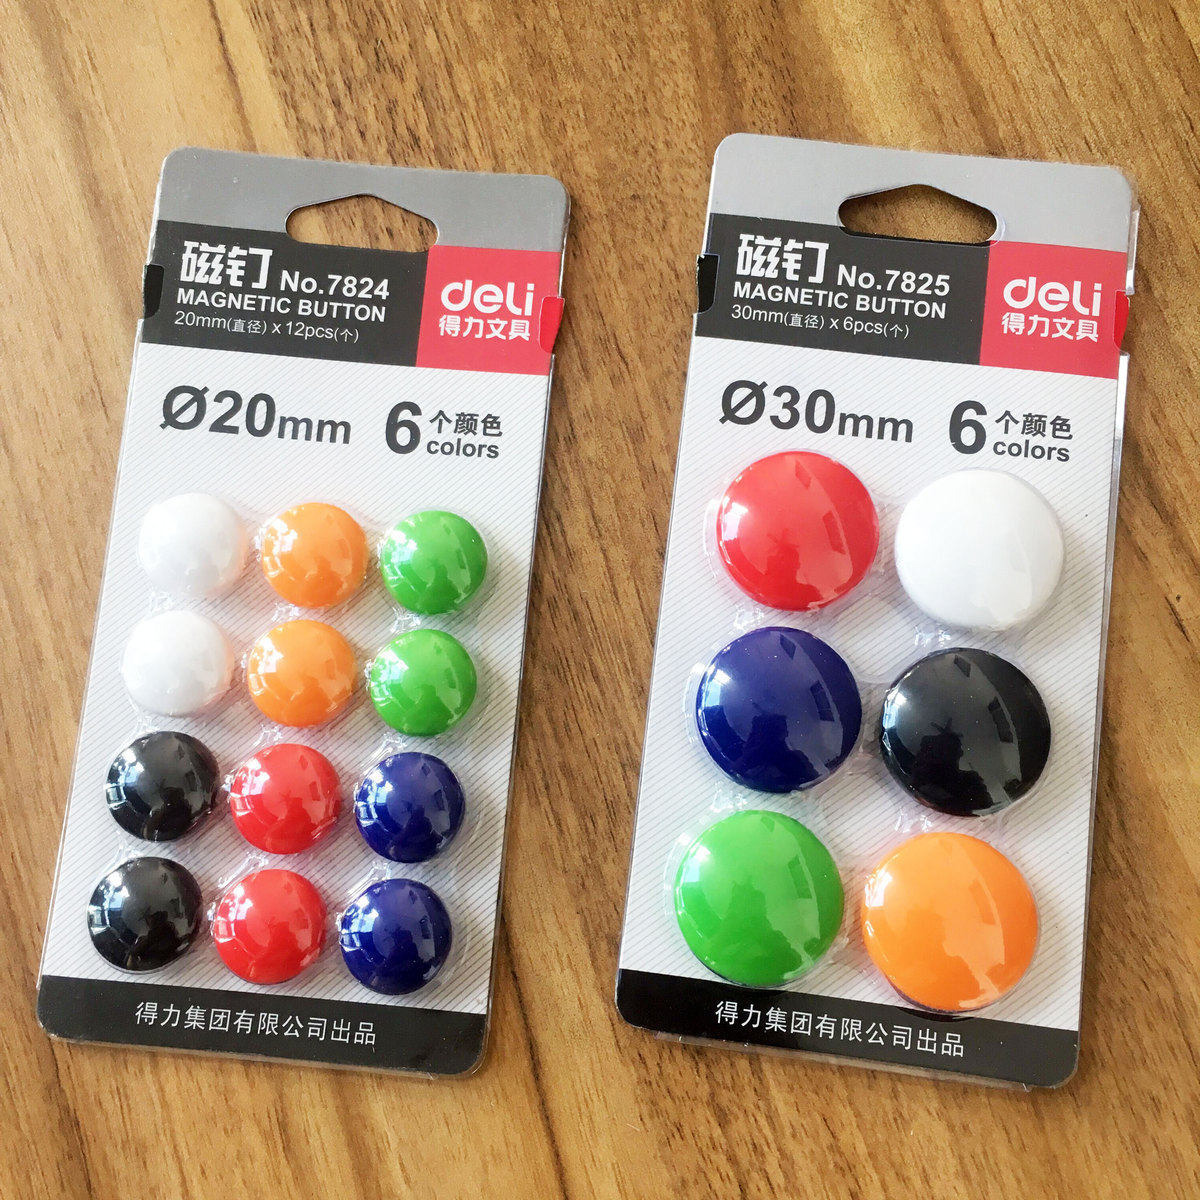 磁钉 No.7824
MAGNETIC BUTTON
20mm(直径) x 12pcs(个)
deli
得力文具
Ø20mm
6个颜色
colors
得力集团有限公司出品
磁钉 No.7825
MAGNETIC BUTTON
30mm(直径) x 6pcs(个)
deli
得力文具
Ø30mm
6个颜色
colors
得力集团有限公司出品